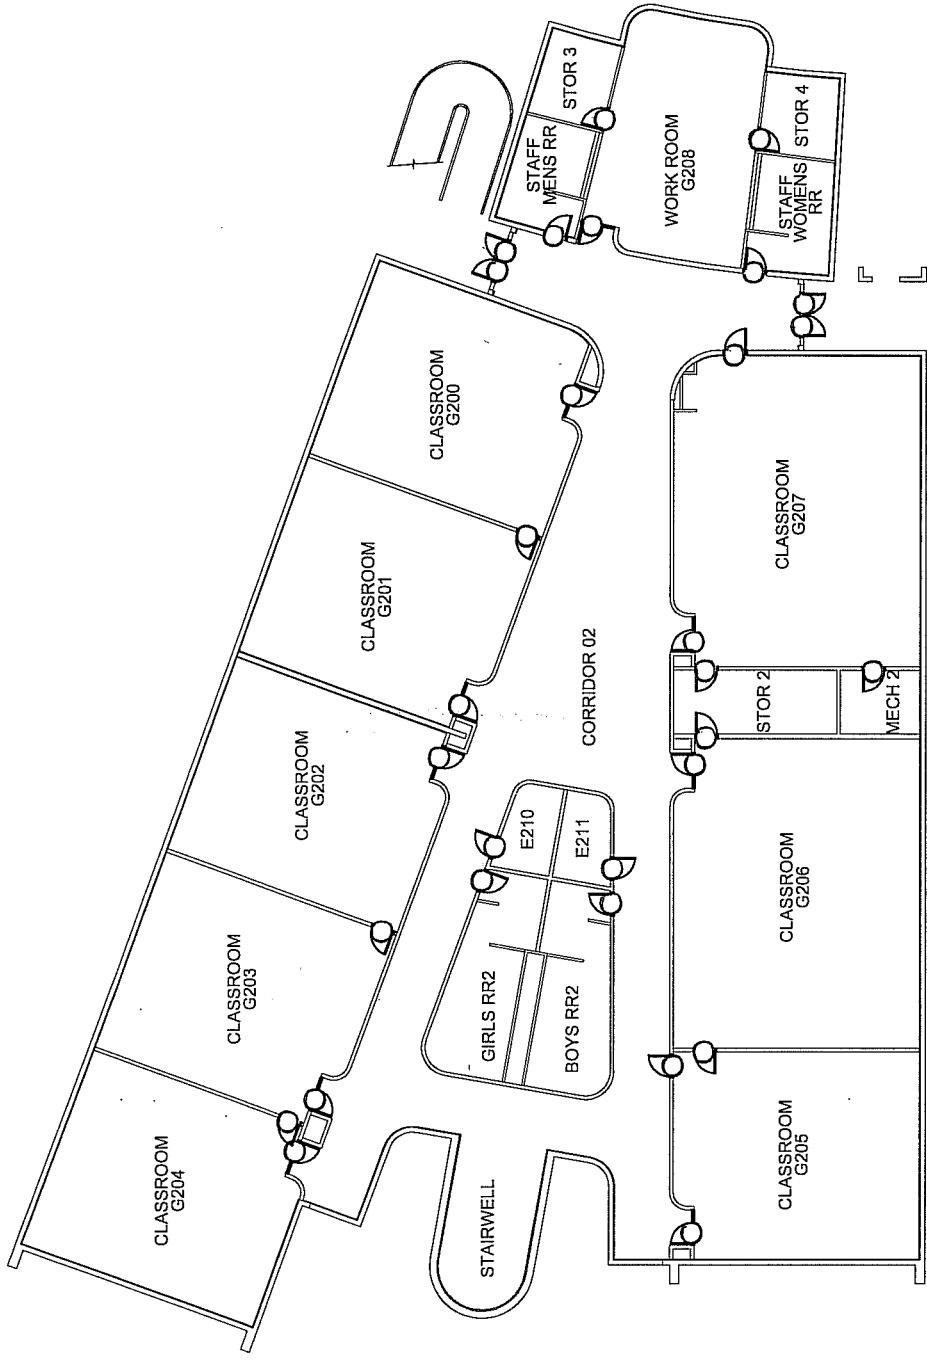 STOR 3
STAFF
MENS RR
WORK ROOM
G208
STOR 4
STAFF
WOMENS
RR
CLASSROOM
G200
CLASSROOM
G201
CLASSROOM
G202
CLASSROOM
G203
CLASSROOM
G204
CORRIDOR 02
E210
E211
GIRLS RR2
BOYS RR2
STAIRWELL
CLASSROOM
G207
STOR 2
MECH 2
CLASSROOM
G206
CLASSROOM
G205